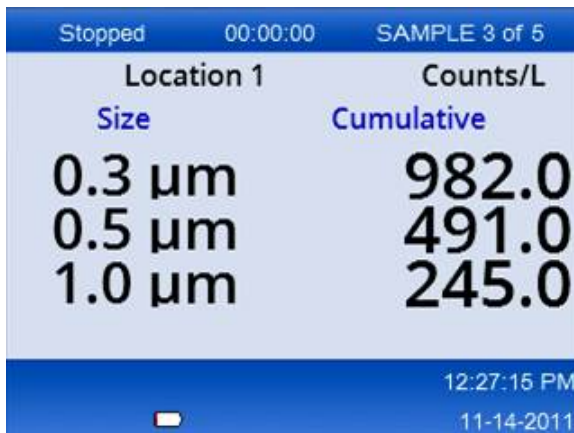 Stopped 00:00:00 SAMPLE 3 of 5
Location 1 Counts/L
Size Cumulative
0.3 µm 982.0
0.5 µm 491.0
1.0 µm 245.0
12:27:15 PM
11-14-2011